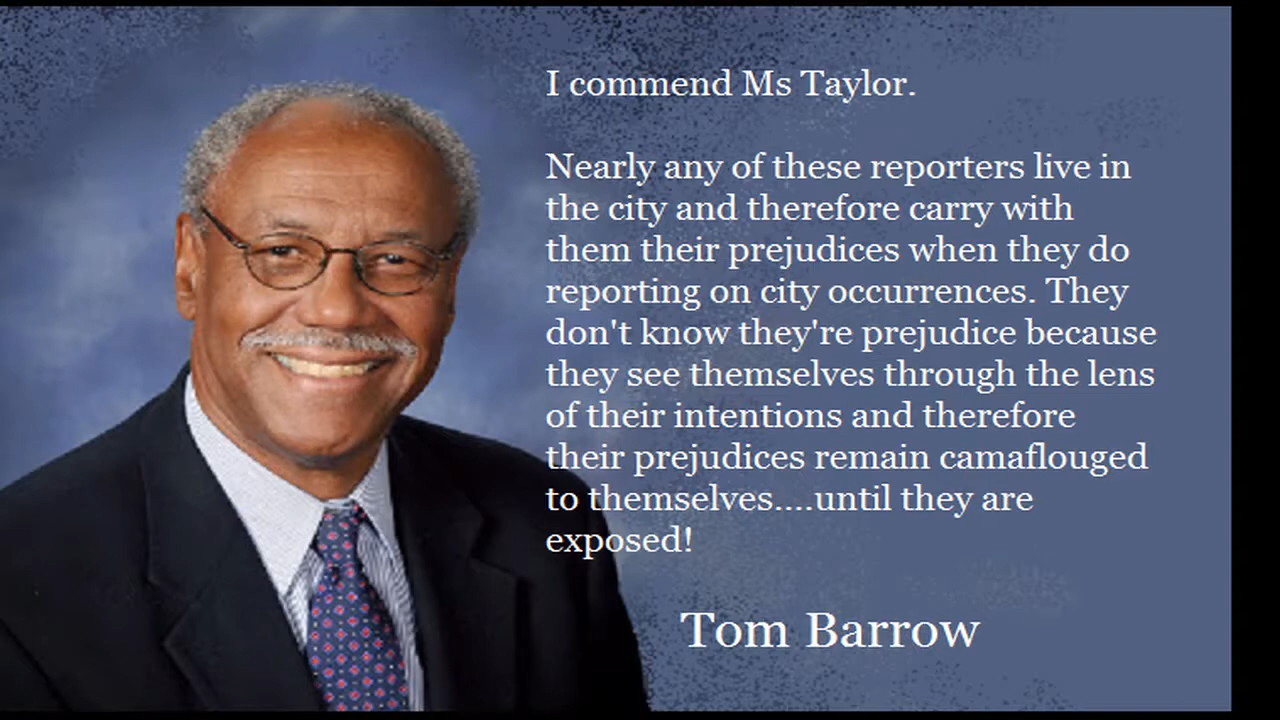 I commend Ms Taylor.
Nearly any of these reporters live in
the city and therefore carry with
them their prejudices when they do
reporting on city occurrences. They
don't know they're prejudice because
they see themselves through the lens
of their intentions and therefore
their prejudices remain camaflouged
to themselves....until they are
exposed!
Tom Barrow